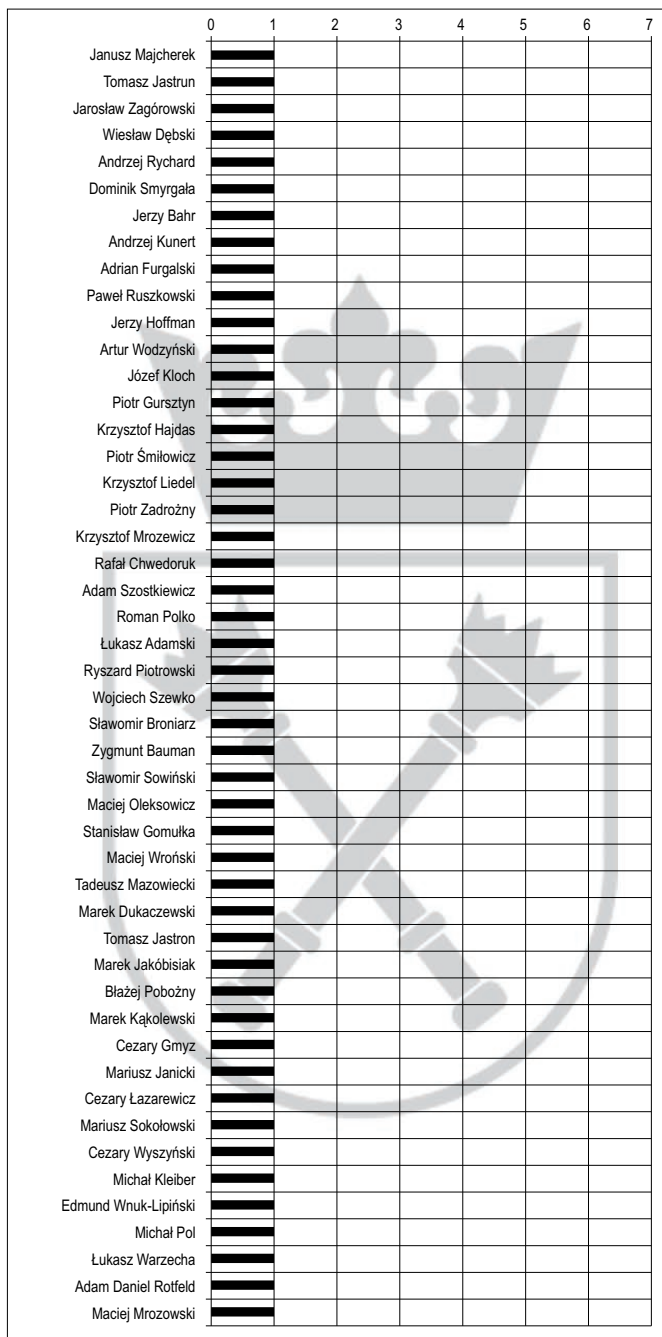 0 1 2 3 4 5 6 7
Janusz Majcherek
Tomasz Jastrun
Jarosław Zagórowski
Wiesław Dębski
Andrzej Rychard
Dominik Smyrgała
Jerzy Bahr
Andrzej Kunert
Adrian Furgalski
Paweł Ruszkowski
Jerzy Hoffman
Artur Wodzyński
Józef Kloch
Piotr Gursztyn
Krzysztof Hajdas
Piotr Śmiłowicz
Krzysztof Liedel
Piotr Zadrożny
Krzysztof Mrozewicz
Rafał Chwedoruk
Adam Szostkiewicz
Roman Polko
Łukasz Adamski
Ryszard Piotrowski
Wojciech Szewko
Sławomir Broniarz
Zygmunt Bauman
Sławomir Sowiński
Maciej Oleksowicz
Stanisław Gomułka
Maciej Wroński
Tadeusz Mazowiecki
Marek Dukaczewski
Tomasz Jastron
Marek Jakóbisiak
Błażej Pobożny
Marek Kąkolewski
Cezary Gmyz
Mariusz Janicki
Cezary Łazarewicz
Mariusz Sokołowski
Cezary Wyszyński
Michał Kleiber
Edmund Wnuk-Lipiński
Michał Pol
Łukasz Warzecha
Adam Daniel Rotfeld
Maciej Mrozowski